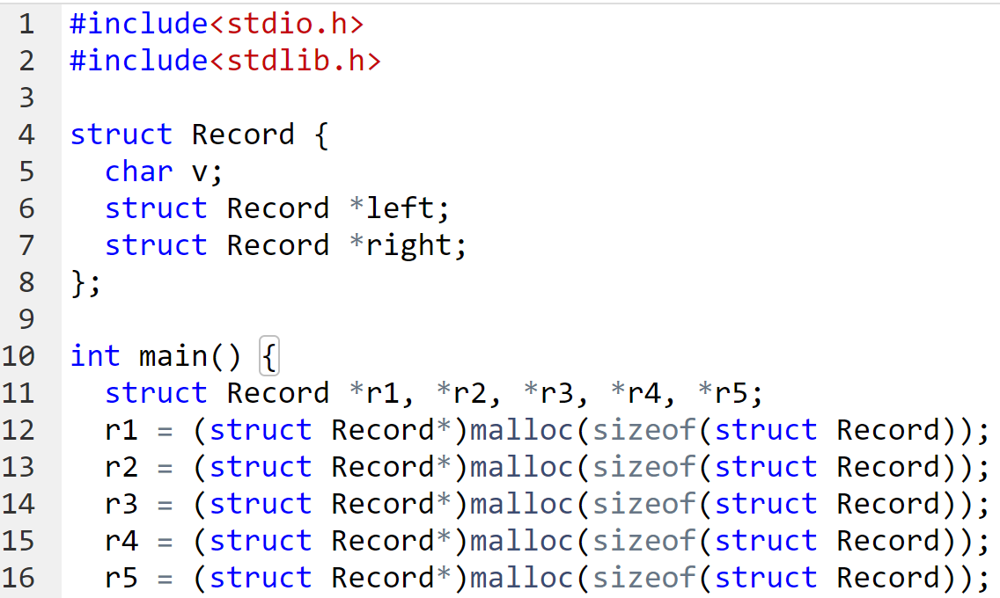 1 #include<stdio.h>
2 #include<stdlib.h>
3
4 struct Record {
5   char v;
6   struct Record *left;
7   struct Record *right;
8 };
9
10 int main() {
11   struct Record *r1, *r2, *r3, *r4, *r5;
12   r1 = (struct Record*)malloc(sizeof(struct Record));
13   r2 = (struct Record*)malloc(sizeof(struct Record));
14   r3 = (struct Record*)malloc(sizeof(struct Record));
15   r4 = (struct Record*)malloc(sizeof(struct Record));
16   r5 = (struct Record*)malloc(sizeof(struct Record));